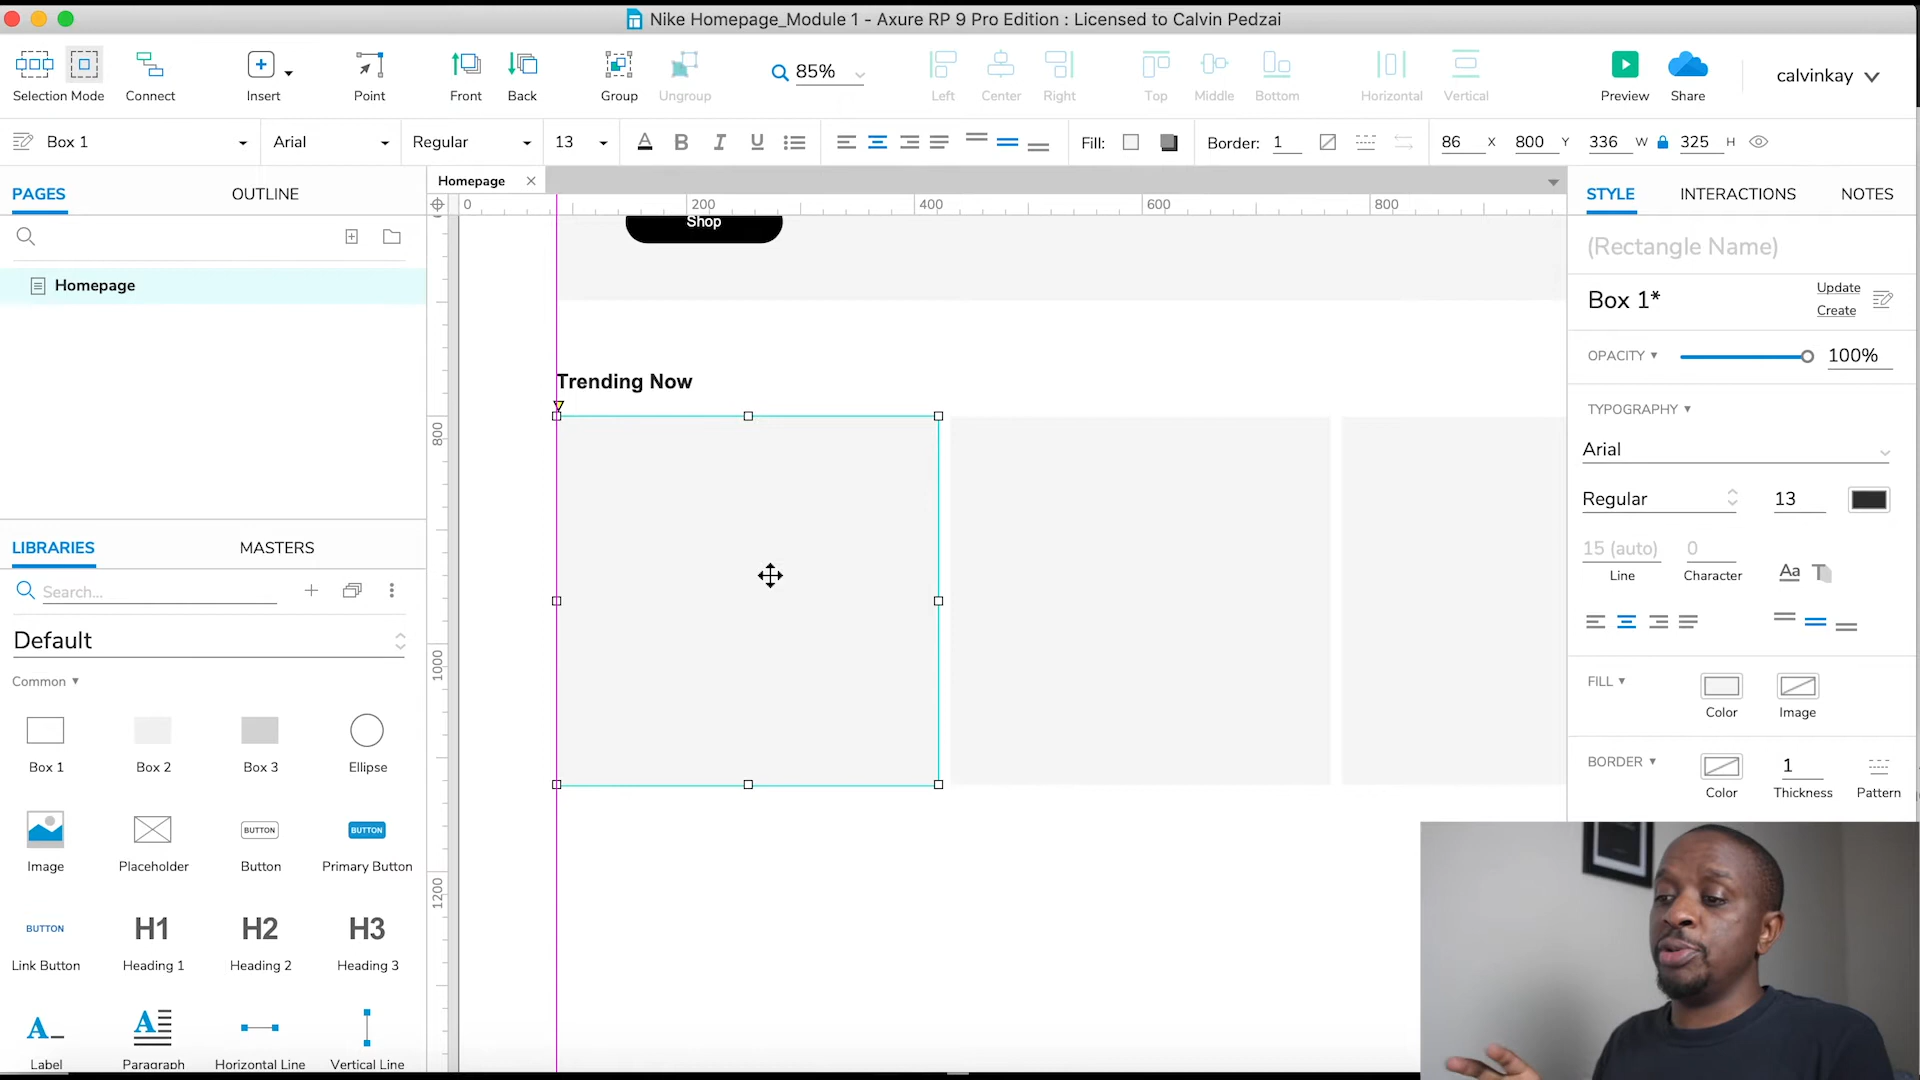 Nike Homepage_Module 1 - Axure RP 9 Pro Edition : Licensed to Calvin Pedzai
Selection Mode
Connect
Insert
Point
Front
Back
Group
Ungroup
85%
Left
Center
Right
Top
Middle
Bottom
Horizontal
Vertical
Preview
Share
calvinkay
Box 1
Arial
Regular
13
A B I U
Fill:
Border: 1
86 X 800 Y 336 W 325 H
PAGES
OUTLINE
Homepage
STYLE
INTERACTIONS
NOTES
0 200 400 600 800
Shop
(Rectangle Name)
Homepage
Box 1*
Update
Create
OPACITY
100%
Trending Now
TYPOGRAPHY
800
1000
1200
Arial
Regular
13
15 (auto)
0
Line
Character
Aa
T
LIBRARIES
MASTERS
Search...
Default
Common
FILL
Color
Image
BORDER
1
Color
Thickness
Pattern
Box 1
Box 2
Box 3
Ellipse
Image
Placeholder
BUTTON
Button
BUTTON
Primary Button
BUTTON
Link Button
H1
Heading 1
H2
Heading 2
H3
Heading 3
A
Label
A
Paragraph
Horizontal Line
Vertical Line